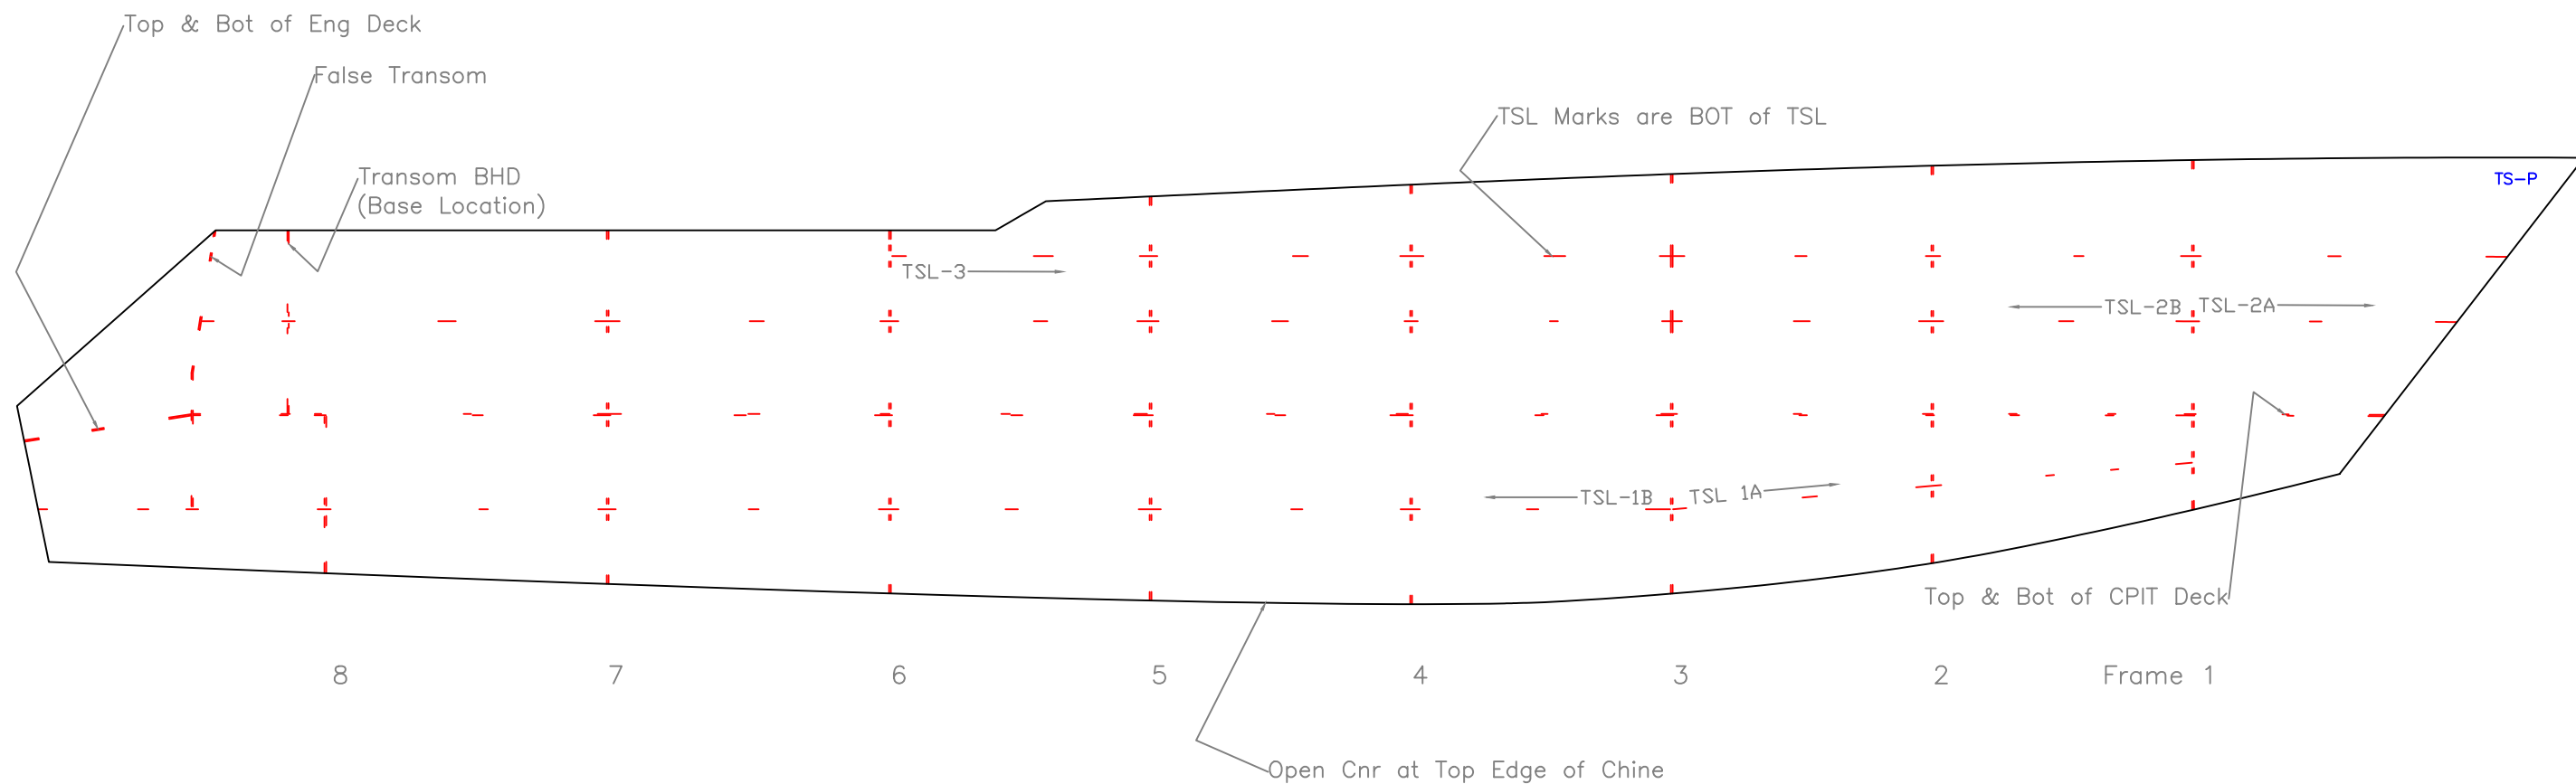 Top & Bot of Eng Deck
False Transom
TSL Marks are BOT of TSL
Transom BHD
(Base Location)
TS-P
TSL-3
TSL-2B
TSL-2A
TSL-1B
TSL 1A
Top & Bot of CPIT Deck
8
7
6
5
4
3
2
Frame 1
Open Cnr at Top Edge of Chine